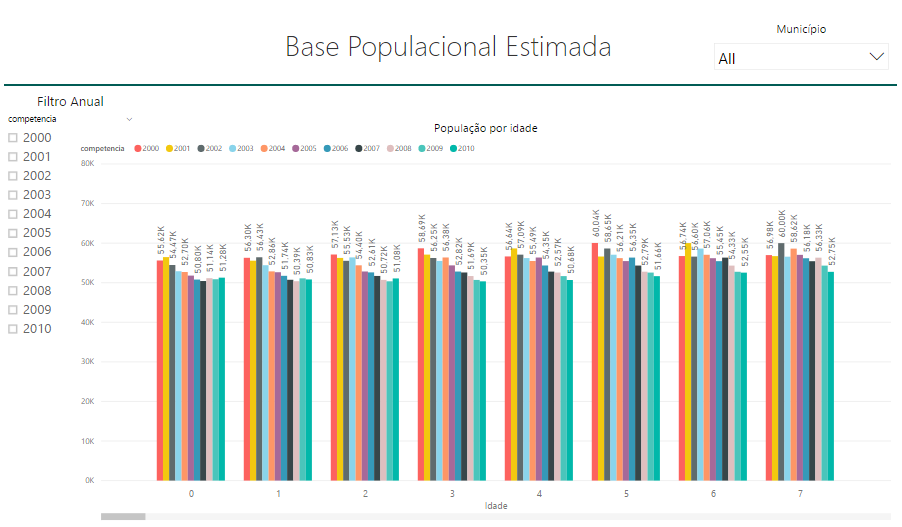 Base Populacional Estimada
Município
All
Filtro Anual
competencia
2000
2001
2002
2003
2004
2005
2006
2007
2008
2009
2010
População por idade
competencia 2000 2001 2002 2003 2004 2005 2006 2007 2008 2009 2010
80K
70K
60K
50K
40K
30K
20K
10K
0K
55.62K 54.47K 52.70K 50.80K 51.14K 51.28K
56.30K 56.43K 52.86K 51.74K 50.39K 50.83K
57.13K 55.53K 54.40K 52.61K 50.72K 51.08K
58.69K 56.25K 56.38K 52.82K 51.69K 50.35K
56.44K 57.09K 55.49K 54.35K 52.57K 50.68K
60.04K 58.65K 56.21K 56.35K 52.79K 51.66K
56.74K 56.60K 57.06K 55.45K 54.33K 52.55K
56.98K 60.00K 58.62K 56.18K 56.33K 52.75K
0 1 2 3 4 5 6 7
Idade